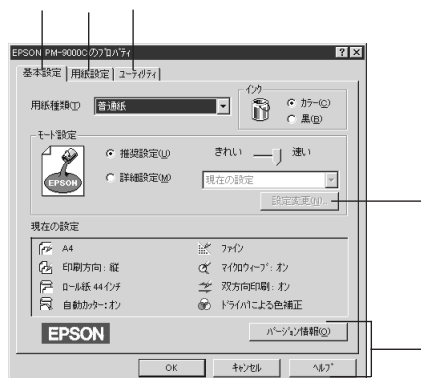 EPSON PM-9000Cのプロパティ
基本設定 用紙設定 ユーティリティ
用紙種類(T) 普通紙
インク
カラー(C)
黒(B)
モード設定
EPSON
推奨設定(U)
きれい 速い
詳細設定(M)
現在の設定
設定変更(N)...
現在の設定
A4 ファイン
印刷方向: 縦 マイクロウィーブ: オン
ロール紙 44インチ 双方向印刷: オン
自動カッター: オン ドライバによる色補正
EPSON
バージョン情報(O)
OK キャンセル ヘルプ